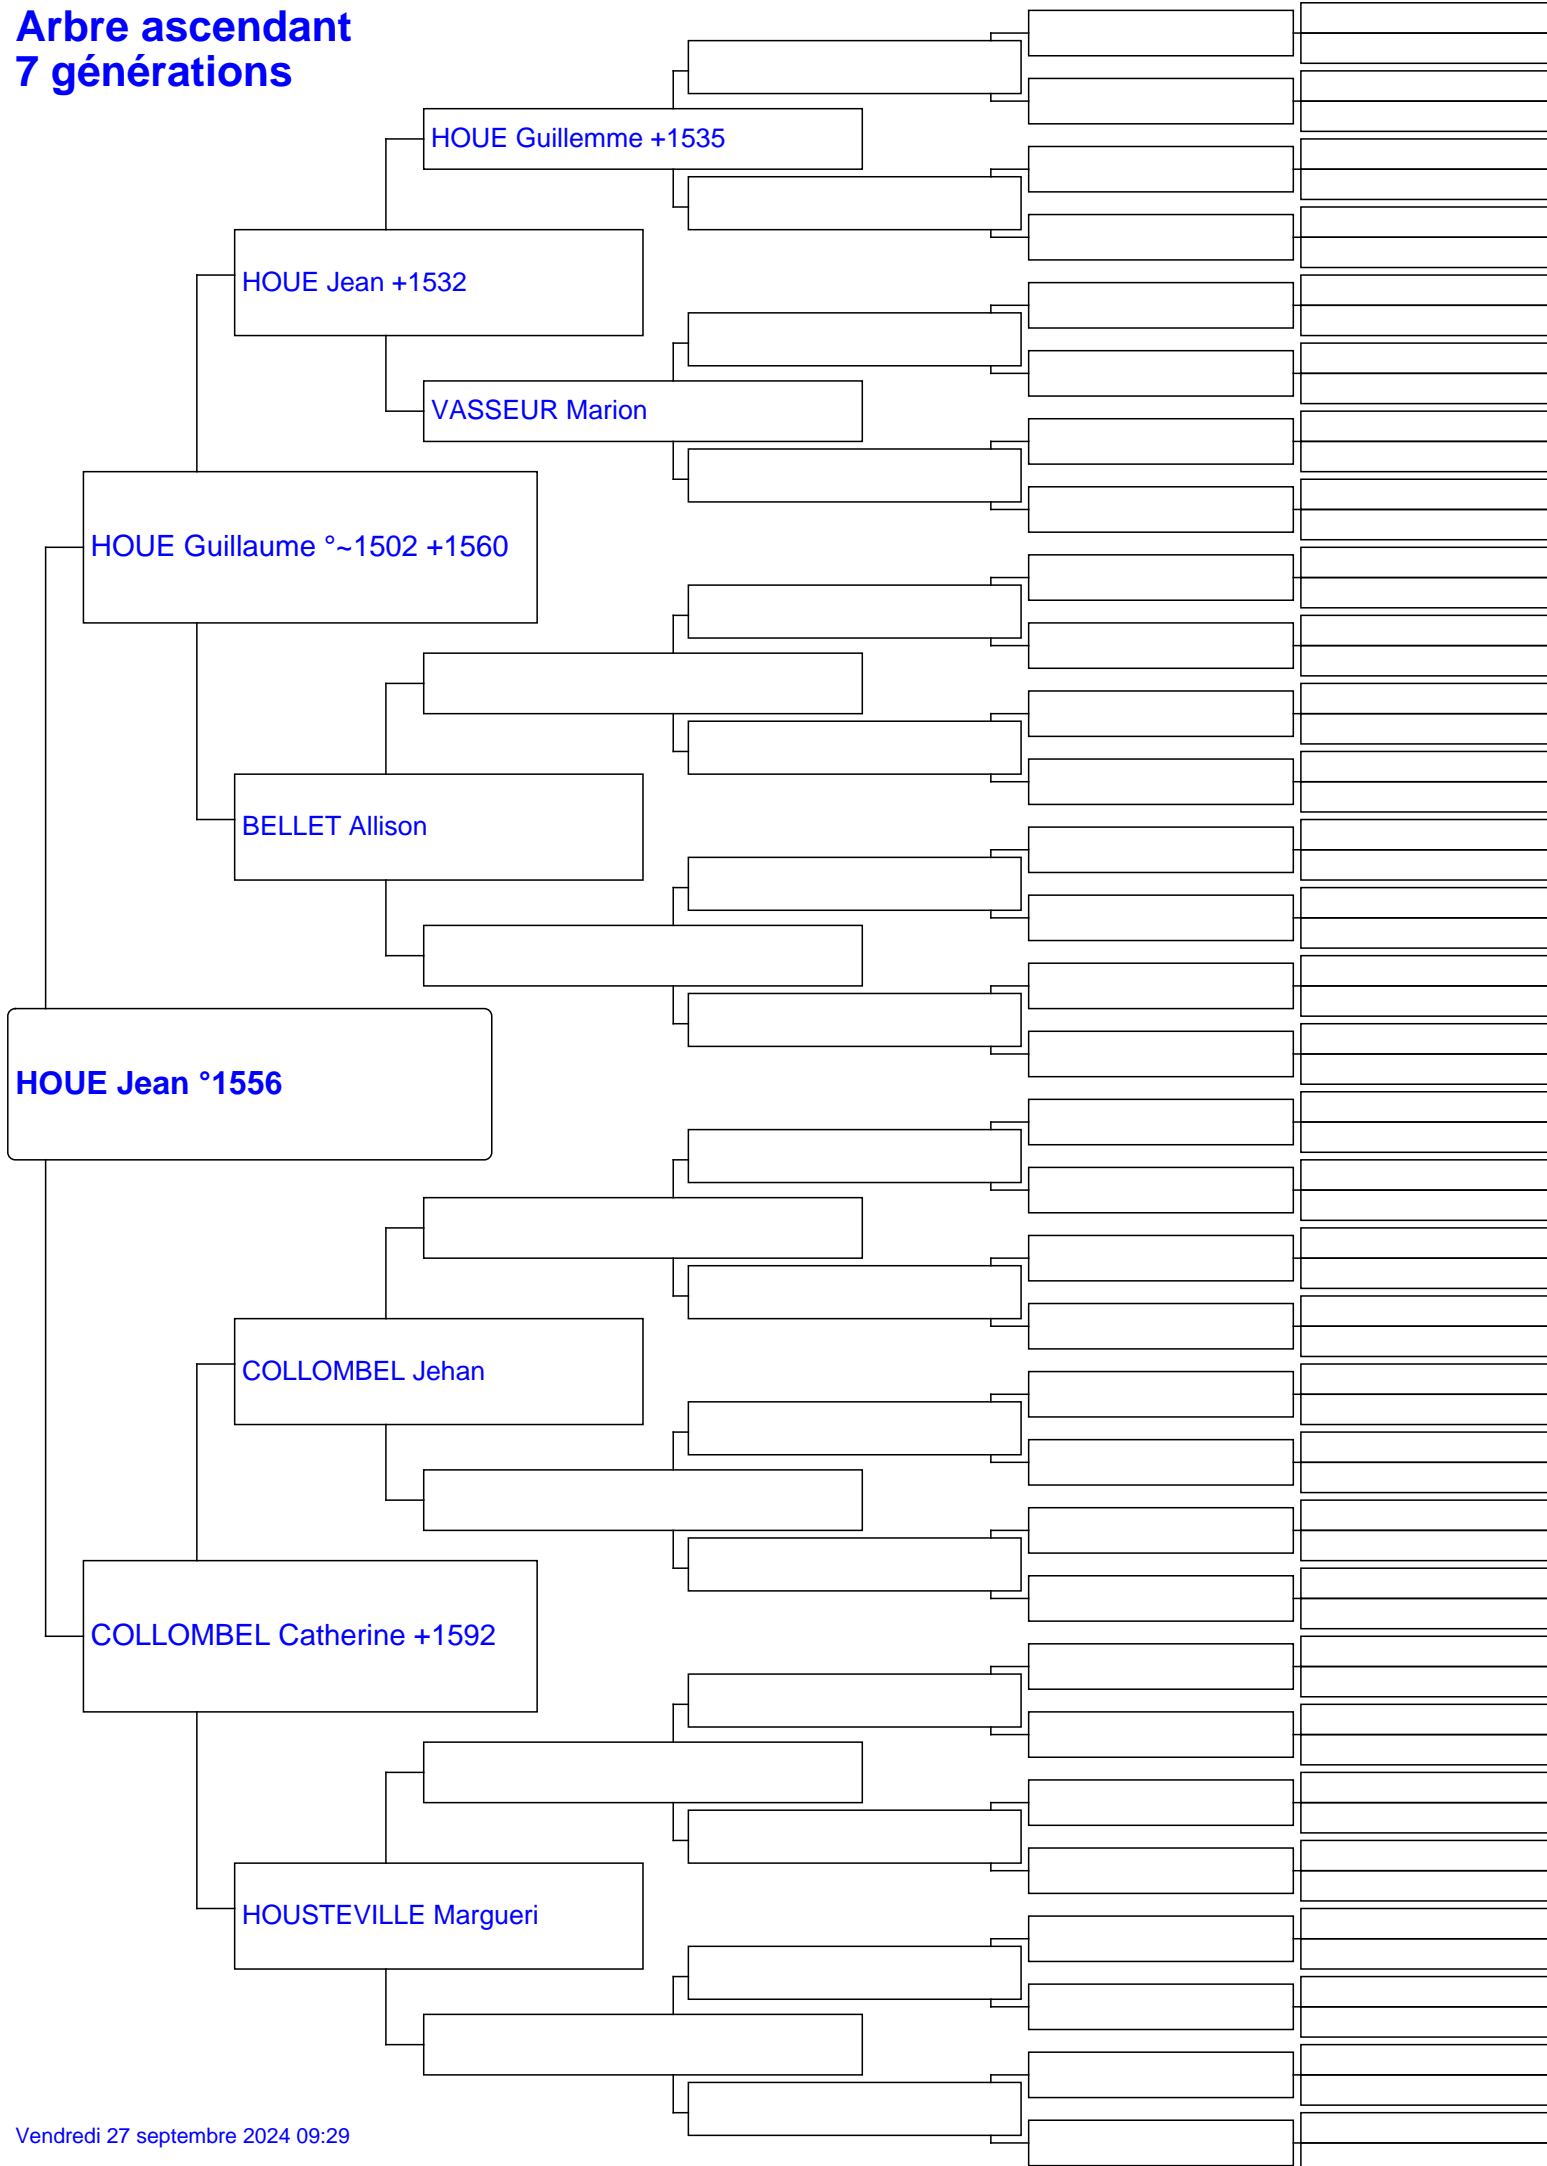 Arbre ascendant
7 générations
HOUE Guillemme +1535
HOUE Jean +1532
VASSEUR Marion
HOUE Guillaume °~1502 +1560
BELLET Allison
HOUE Jean °1556
COLLOMBEL Jehan
COLLOMBEL Catherine +1592
HOUSTEVILLE Margueri
Vendredi 27 septembre 2024 09:29